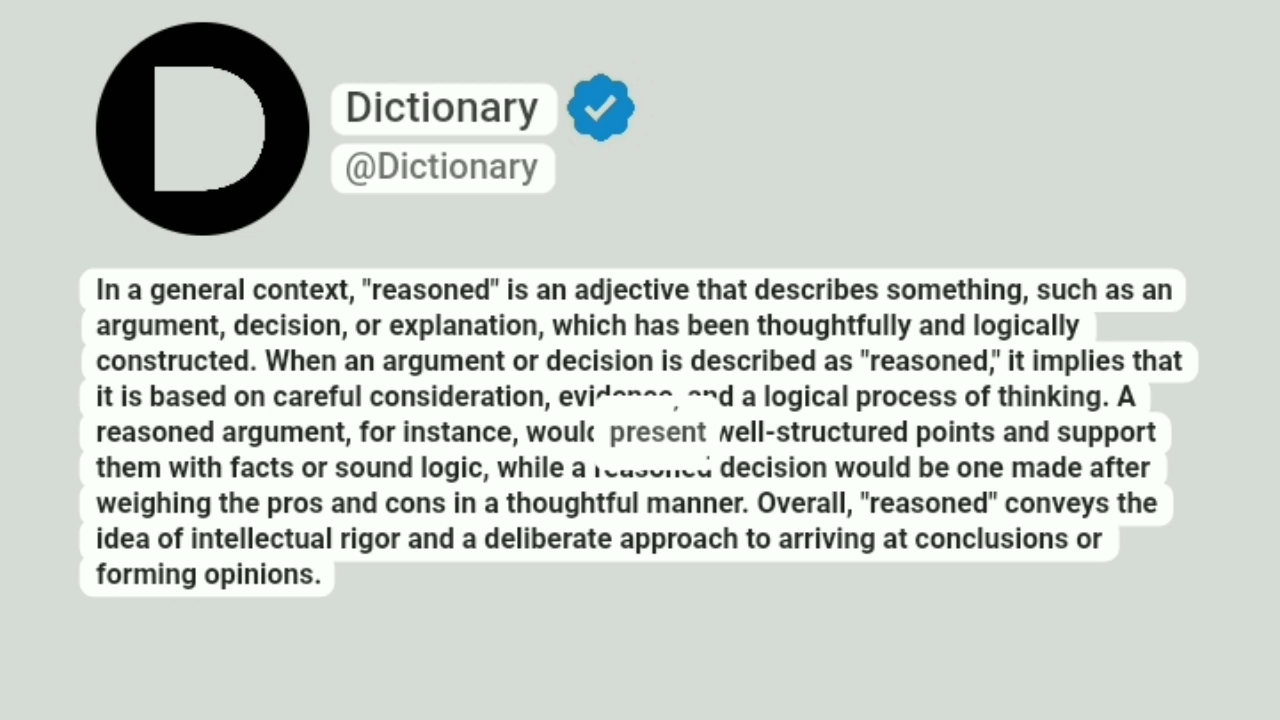 D
Dictionary
@Dictionary
In a general context, "reasoned" is an adjective that describes something, such as an
argument, decision, or explanation, which has been thoughtfully and logically
constructed. When an argument or decision is described as "reasoned," it implies that
it is based on careful consideration, evidence, and a logical process of thinking. A
reasoned argument, for instance, would present well-structured points and support
them with facts or sound logic, while a reasoned decision would be one made after
weighing the pros and cons in a thoughtful manner. Overall, "reasoned" conveys the
idea of intellectual rigor and a deliberate approach to arriving at conclusions or
forming opinions.